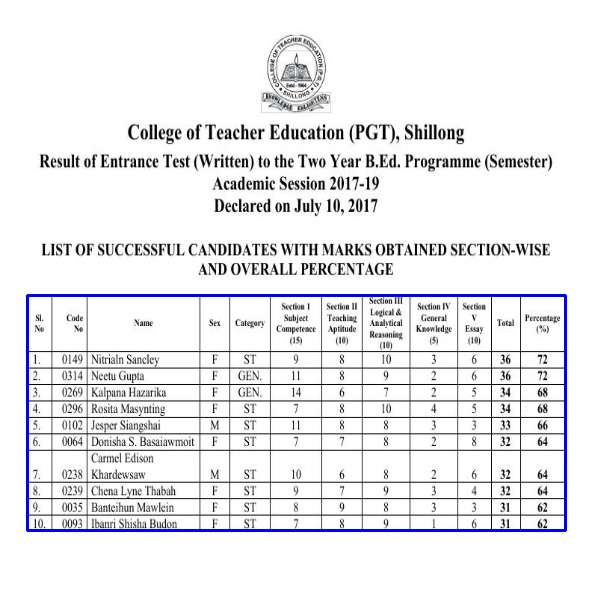 COLLEGE OF TEACHER EDUCATION (P.G.T)
Estd - 1964
SHILLONG
KNOWLEDGE ENLIGHTENS
College of Teacher Education (PGT), Shillong
Result of Entrance Test (Written) to the Two Year B.Ed. Programme (Semester)
Academic Session 2017-19
Declared on July 10, 2017
LIST OF SUCCESSFUL CANDIDATES WITH MARKS OBTAINED SECTION-WISE
AND OVERALL PERCENTAGE
Sl. No Code No Name Sex Category Section I Subject Competence (15) Section II Teaching Aptitude (10) Section III Logical & Analytical Reasoning (10) Section IV General Knowledge (5) Section V Essay (10) Total Percentage (%)
1. 0149 Nitrialn Sancley F ST 9 8 10 3 6 36 72
2. 0314 Neetu Gupta F GEN. 11 8 9 2 6 36 72
3. 0269 Kalpana Hazarika F GEN. 14 6 7 2 5 34 68
4. 0296 Rosita Masynting F ST 7 8 10 4 5 34 68
5. 0102 Jesper Siangshai M ST 11 8 8 3 3 33 66
6. 0064 Donisha S. Basaiawmoit F ST 7 7 8 2 8 32 64
7. 0238 Carmel Edison Khardewsaw M ST 10 6 8 2 6 32 64
8. 0239 Chena Lyne Thabah F ST 9 7 9 3 4 32 64
9. 0035 Banteihun Mawlein F ST 8 9 8 3 3 31 62
10. 0093 Ibanri Shisha Budon F ST 7 8 9 1 6 31 62